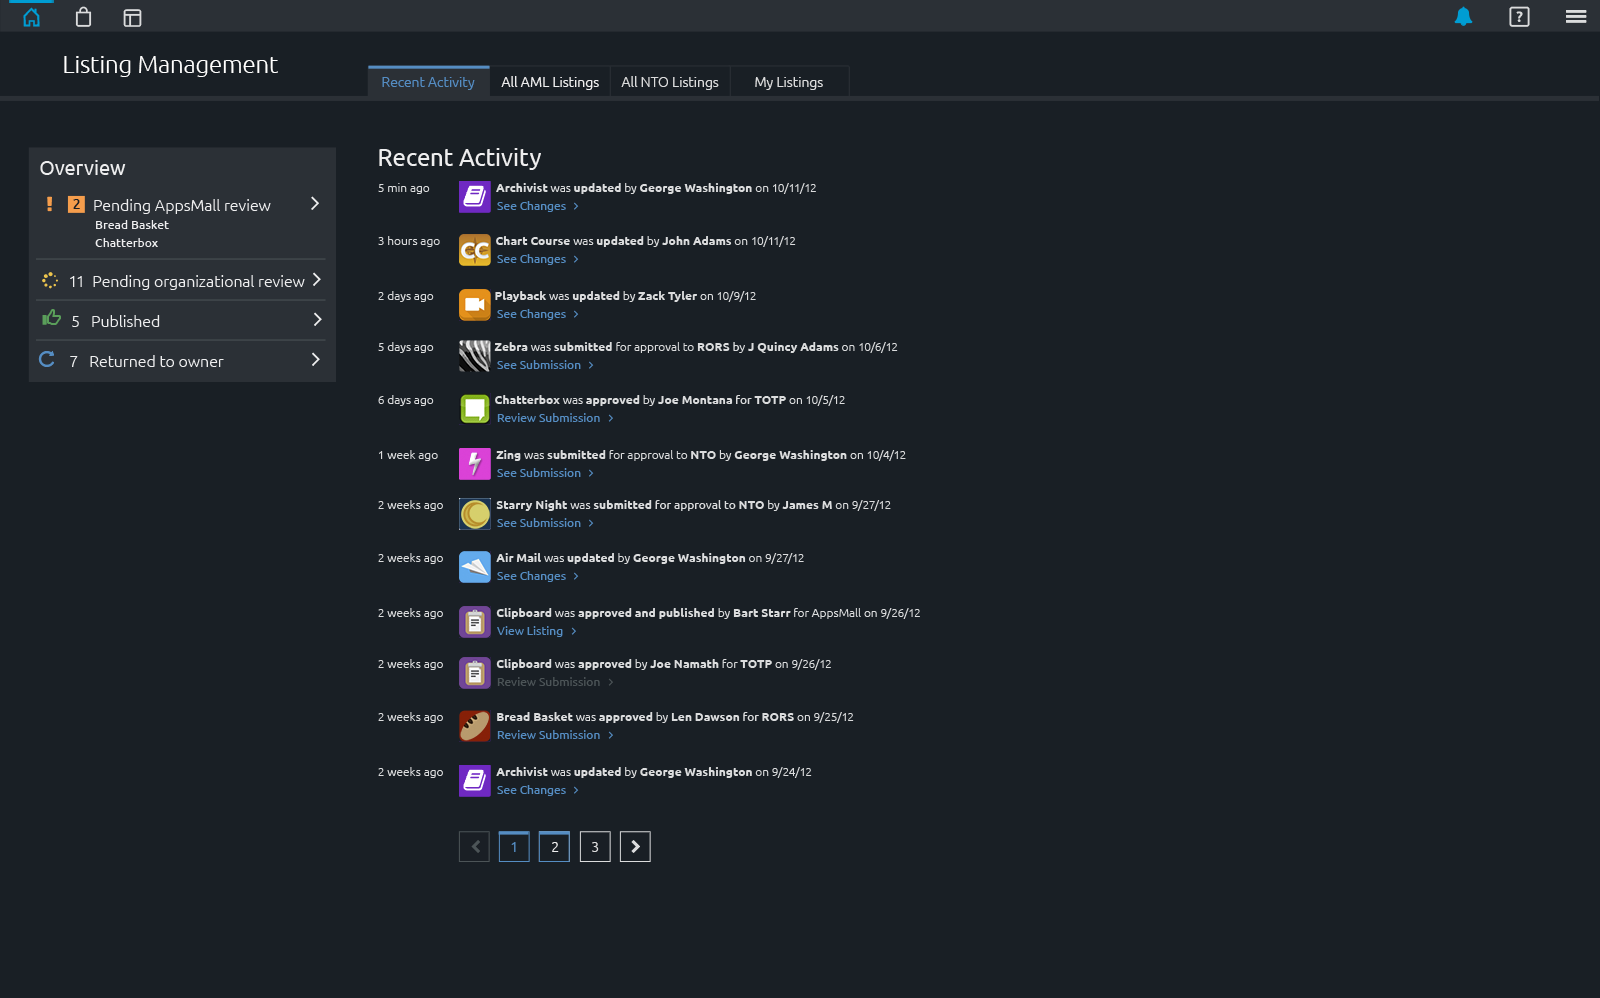 ?
Listing Management
Recent Activity
All AML Listings
All NTO Listings
My Listings
Overview
! 2 Pending AppsMall review
Bread Basket
Chatterbox
11 Pending organizational review
5 Published
7 Returned to owner
Recent Activity
5 min ago
Archivist was updated by George Washington on 10/11/12
See Changes >
3 hours ago
CC
Chart Course was updated by John Adams on 10/11/12
See Changes >
2 days ago
Playback was updated by Zack Tyler on 10/9/12
See Changes >
5 days ago
Zebra was submitted for approval to RORS by J Quincy Adams on 10/6/12
See Submission >
6 days ago
Chatterbox was approved by Joe Montana for TOTP on 10/5/12
Review Submission >
1 week ago
Zing was submitted for approval to NTO by George Washington on 10/4/12
See Submission >
2 weeks ago
Starry Night was submitted for approval to NTO by James M on 9/27/12
See Submission >
2 weeks ago
Air Mail was updated by George Washington on 9/27/12
See Changes >
2 weeks ago
Clipboard was approved and published by Bart Starr for AppsMall on 9/26/12
View Listing >
2 weeks ago
Clipboard was approved by Joe Namath for TOTP on 9/26/12
Review Submission >
2 weeks ago
Bread Basket was approved by Len Dawson for RORS on 9/25/12
Review Submission >
2 weeks ago
Archivist was updated by George Washington on 9/24/12
See Changes >
< 1 2 3 >